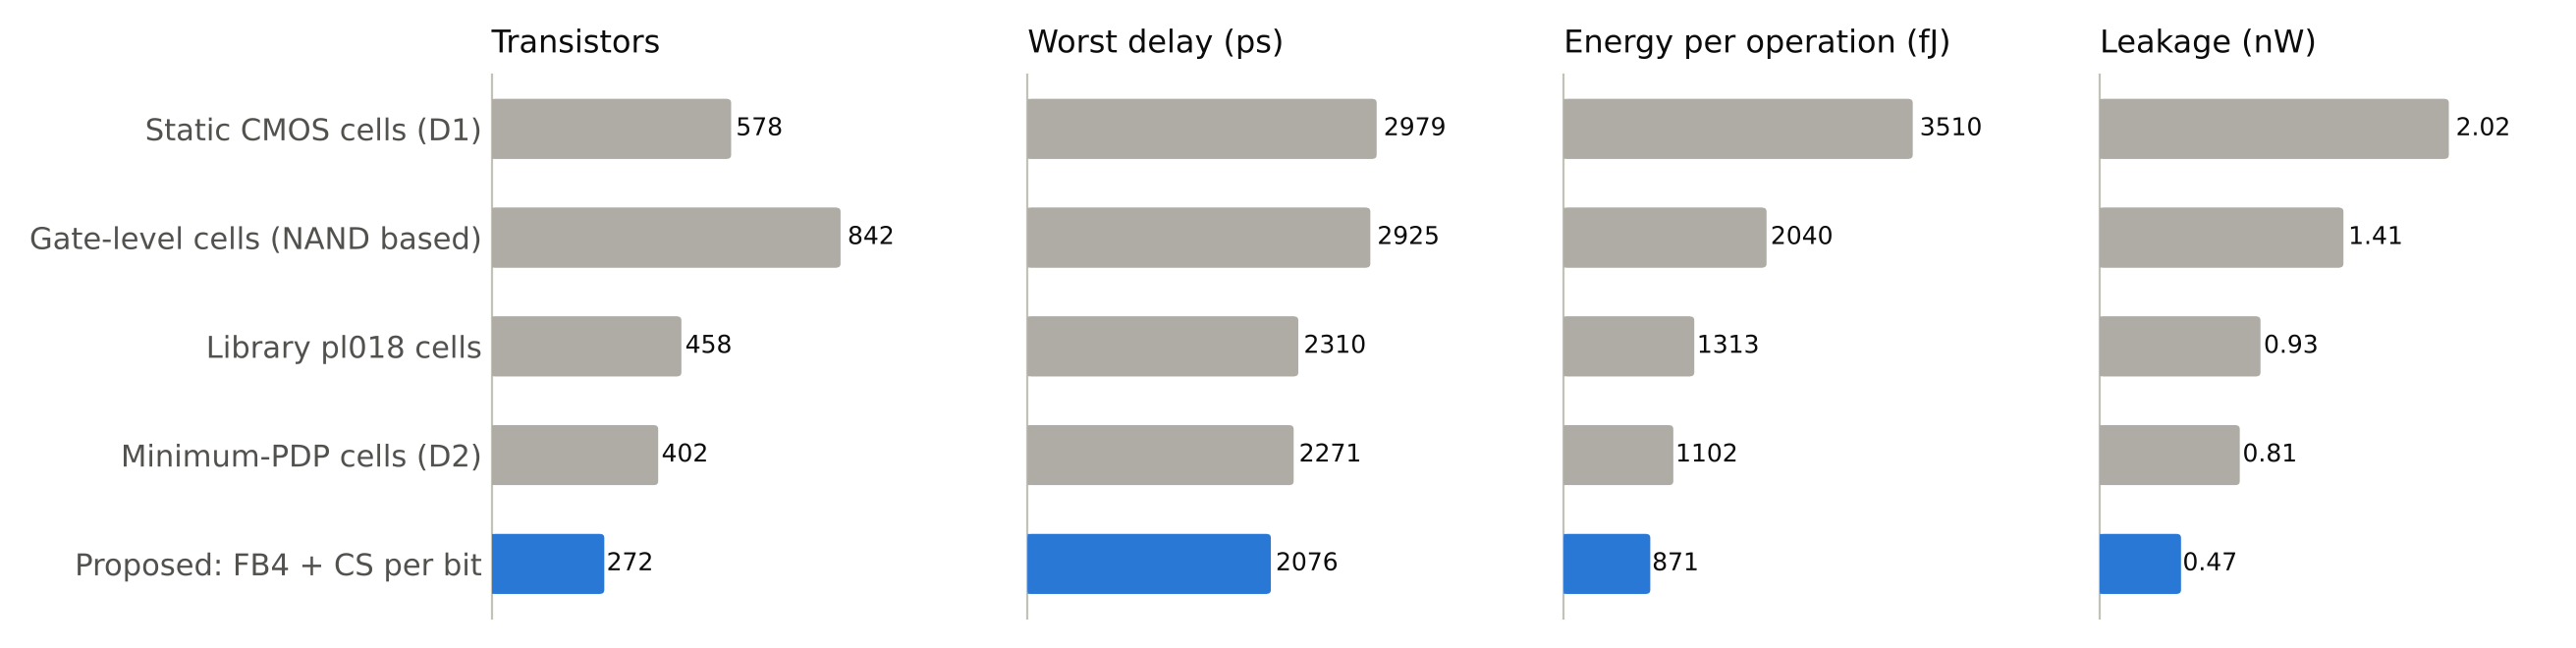 Transistors Worst delay (ps) Energy per operation (fJ) Leakage (nW)
Static CMOS cells (D1) 578 2979 3510 2.02
Gate-level cells (NAND based) 842 2925 2040 1.41
Library pl018 cells 458 2310 1313 0.93
Minimum-PDP cells (D2) 402 2271 1102 0.81
Proposed: FB4 + CS per bit 272 2076 871 0.47